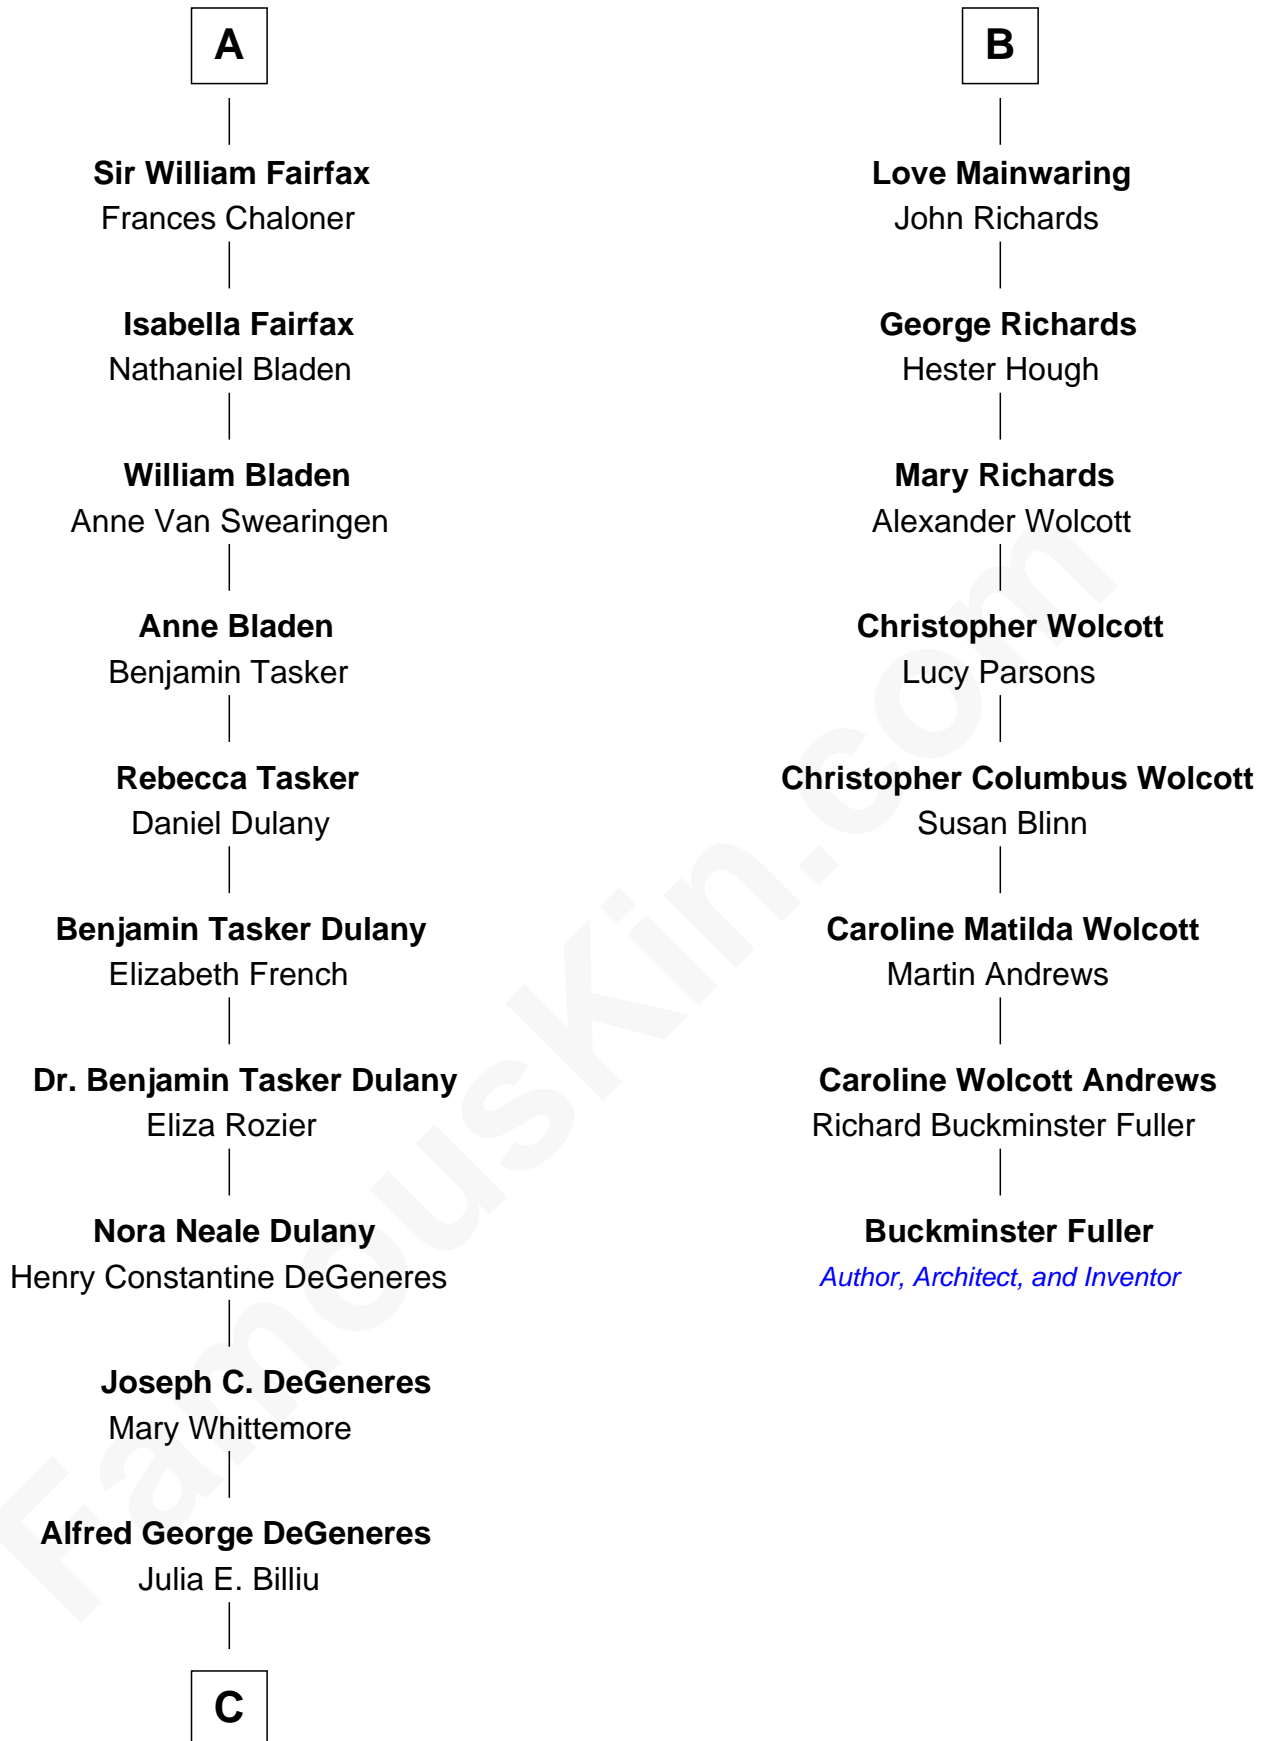 A
Sir William Fairfax
Frances Chaloner
Isabella Fairfax
Nathaniel Bladen
William Bladen
Anne Van Swearingen
Anne Bladen
Benjamin Tasker
Rebecca Tasker
Daniel Dulany
Benjamin Tasker Dulany
Elizabeth French
Dr. Benjamin Tasker Dulany
Eliza Rozier
Nora Neale Dulany
Henry Constantine DeGeneres
Joseph C. DeGeneres
Mary Whittemore
Alfred George DeGeneres
Julia E. Billiu
C
B
Love Mainwaring
John Richards
George Richards
Hester Hough
Mary Richards
Alexander Wolcott
Christopher Wolcott
Lucy Parsons
Christopher Columbus Wolcott
Susan Blinn
Caroline Matilda Wolcott
Martin Andrews
Caroline Wolcott Andrews
Richard Buckminster Fuller
Buckminster Fuller
Author, Architect, and Inventor
FamousKin.com